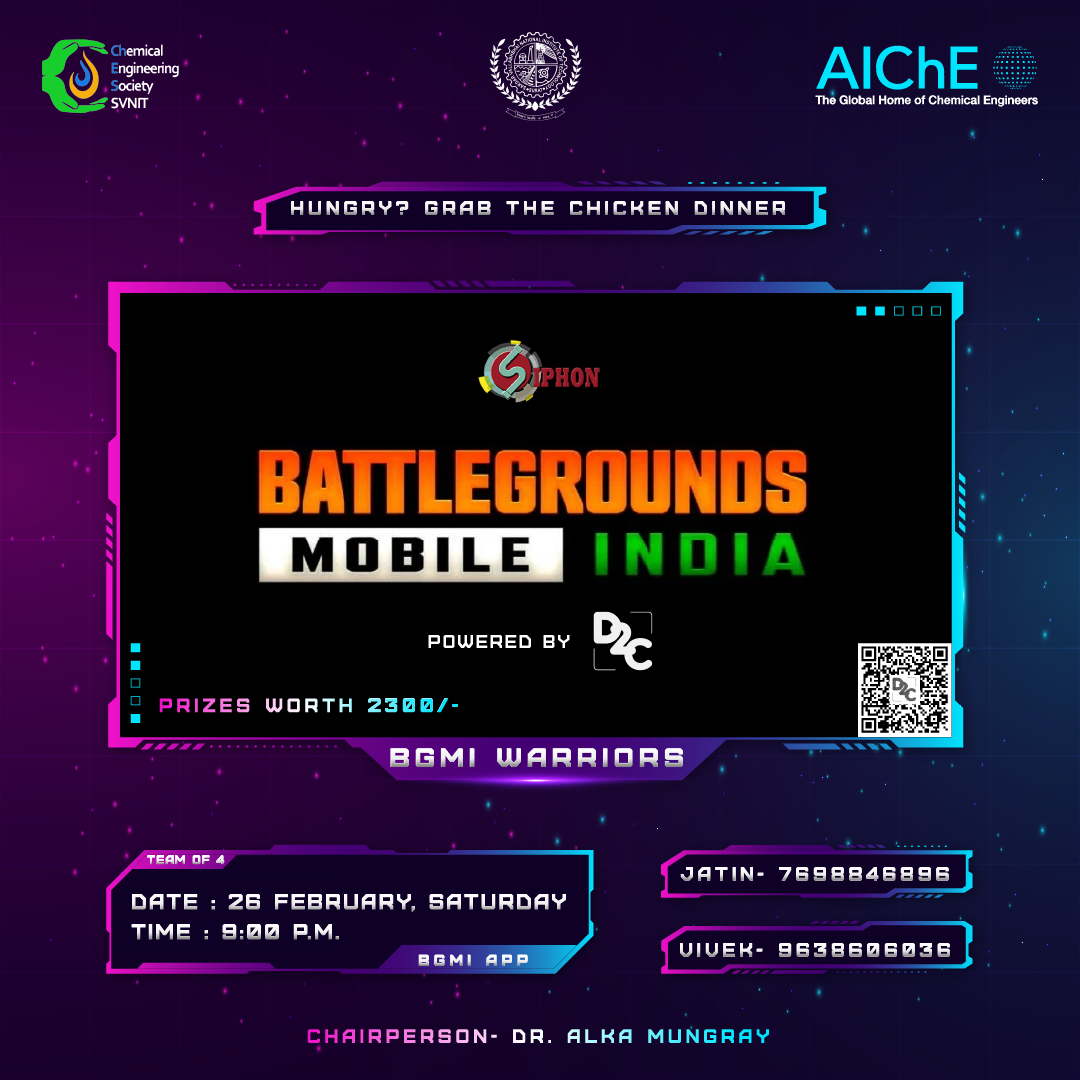 Chemical
Engineering
Society
SVNIT
AIChE
The Global Home of Chemical Engineers
HUNGRY? GRAB THE CHICKEN DINNER
SIPHON
BATTLEGROUNDS
MOBILE INDIA
POWERED BY D2C
D2C
PRIZES WORTH 2300/-
BGMI WARRIORS
TEAM OF 4
DATE : 26 FEBRUARY, SATURDAY
TIME : 9:00 P.M.
BGMI APP
JATIN- 7698846896
VIVEK- 9638606036
CHAIRPERSON- DR. ALKA MUNGRAY